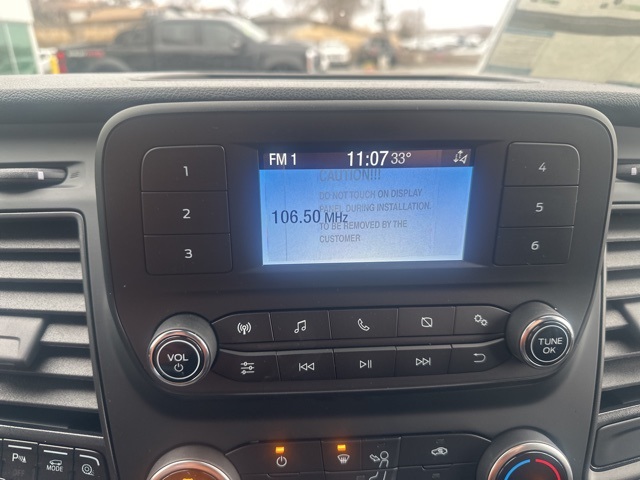 FM 1 11:07 33°
CAUTION!!!
DO NOT TOUCH ON DISPLAY
PANEL DURING INSTALLATION.
106.50 MHz
TO BE REMOVED BY THE
CUSTOMER
1
2
3
4
5
6
VOL
TUNE
OK
P
MODE